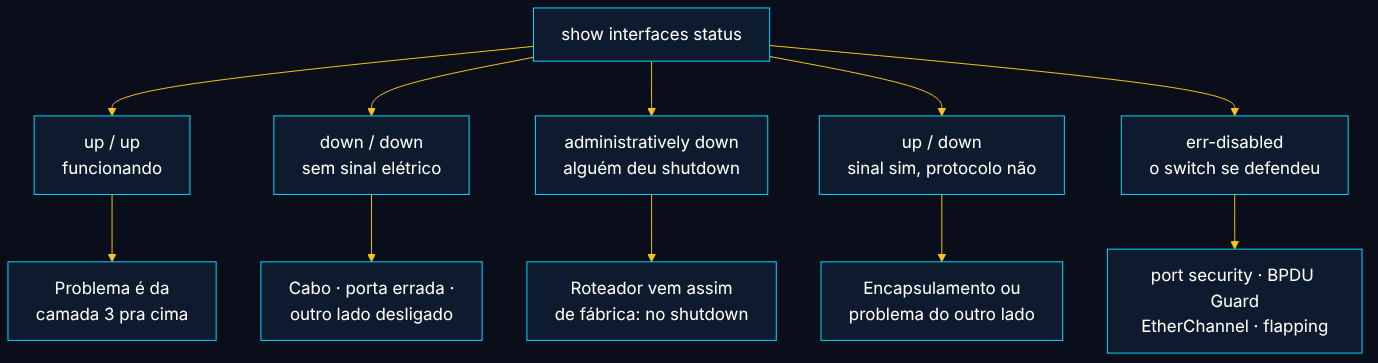 show interfaces status
up / up
funcionando
down / down
sem sinal elétrico
administratively down
alguém deu shutdown
up / down
sinal sim, protocolo não
err-disabled
o switch se defendeu
Problema é da
camada 3 pra cima
Cabo · porta errada ·
outro lado desligado
Roteador vem assim
de fábrica: no shutdown
Encapsulamento ou
problema do outro lado
port security · BPDU
Guard
EtherChannel · flapping